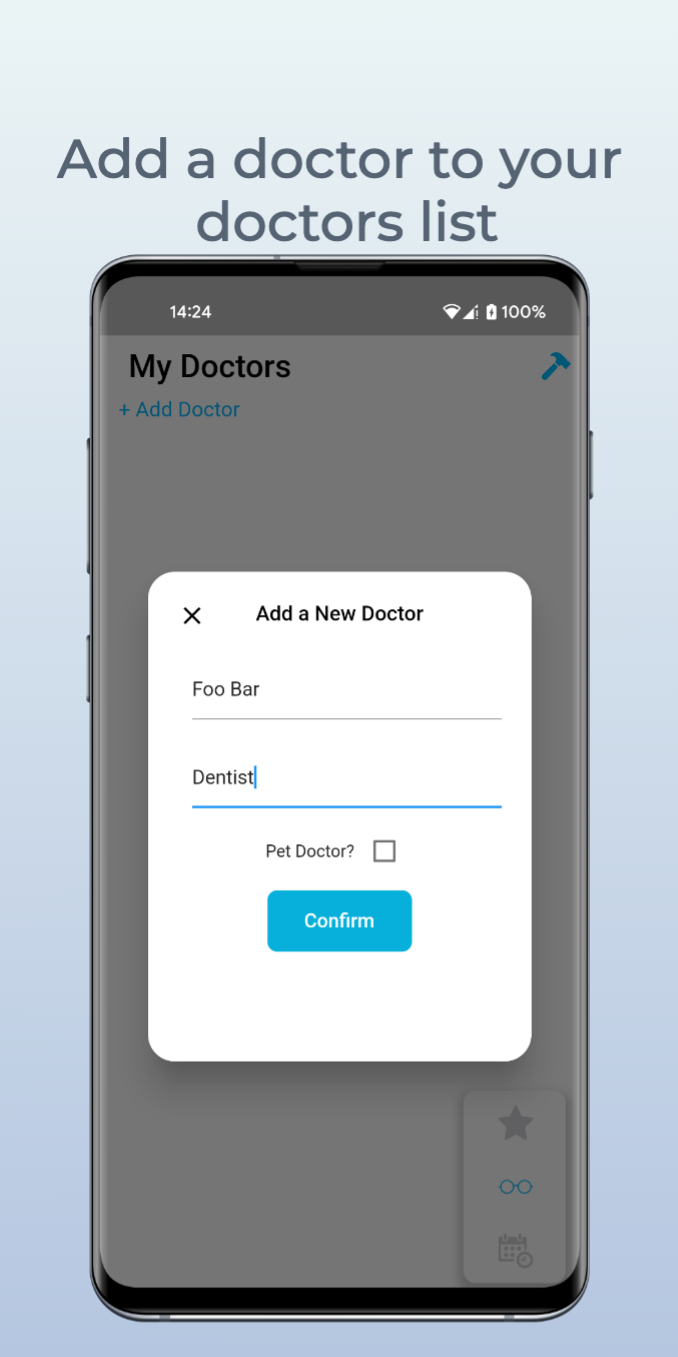 Add a doctor to your
doctors list
14:24
100%
My Doctors
+ Add Doctor
Add a New Doctor
Foo Bar
Dentist
Pet Doctor?
Confirm